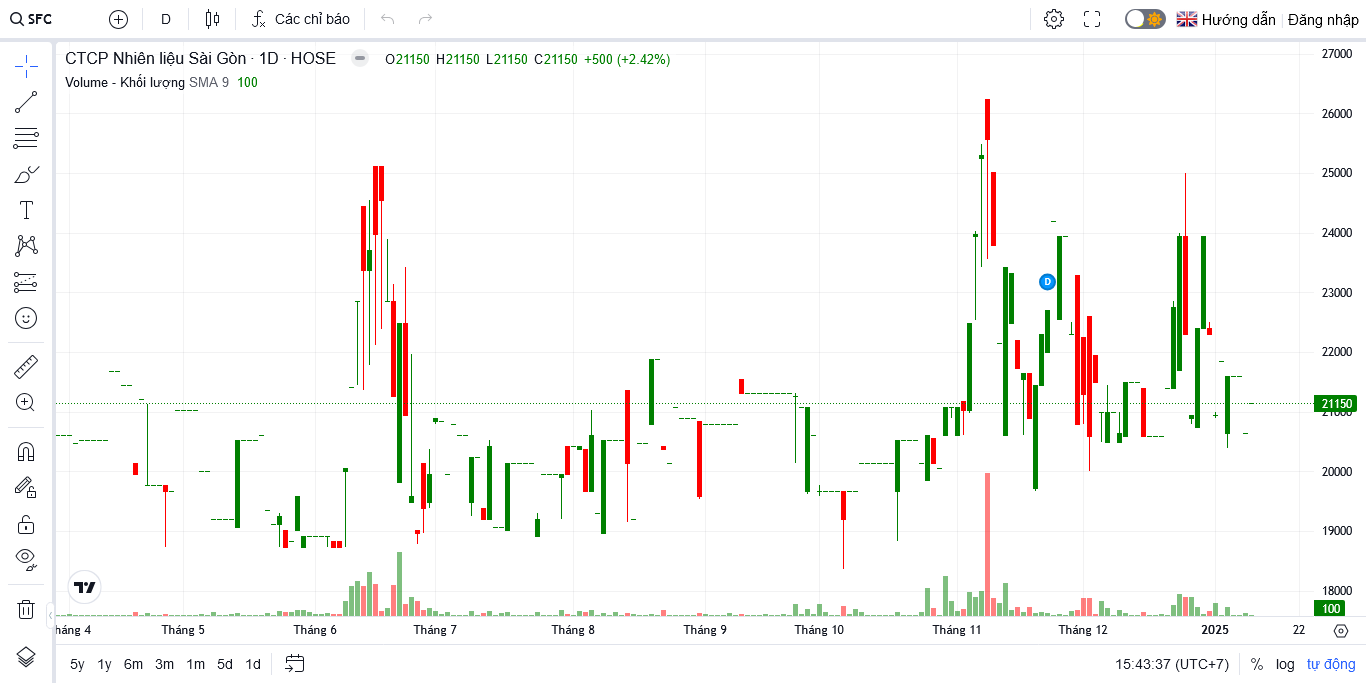 SFC D Các chỉ báo Hướng dẫn Đăng nhập
CTCP Nhiên liệu Sài Gòn · 1D · HOSE O21150 H21150 L21150 C21150 +500 (+2.42%)
Volume - Khối lượng SMA 9 100
27000
26000
25000
24000
23000
22000
21150
21000
20000
19000
18000
100
D
háng 4 Tháng 5 Tháng 6 Tháng 7 Tháng 8 Tháng 9 Tháng 10 Tháng 11 Tháng 12 2025 22
5y 1y 6m 3m 1m 5d 1d 15:43:37 (UTC+7) % log tự động